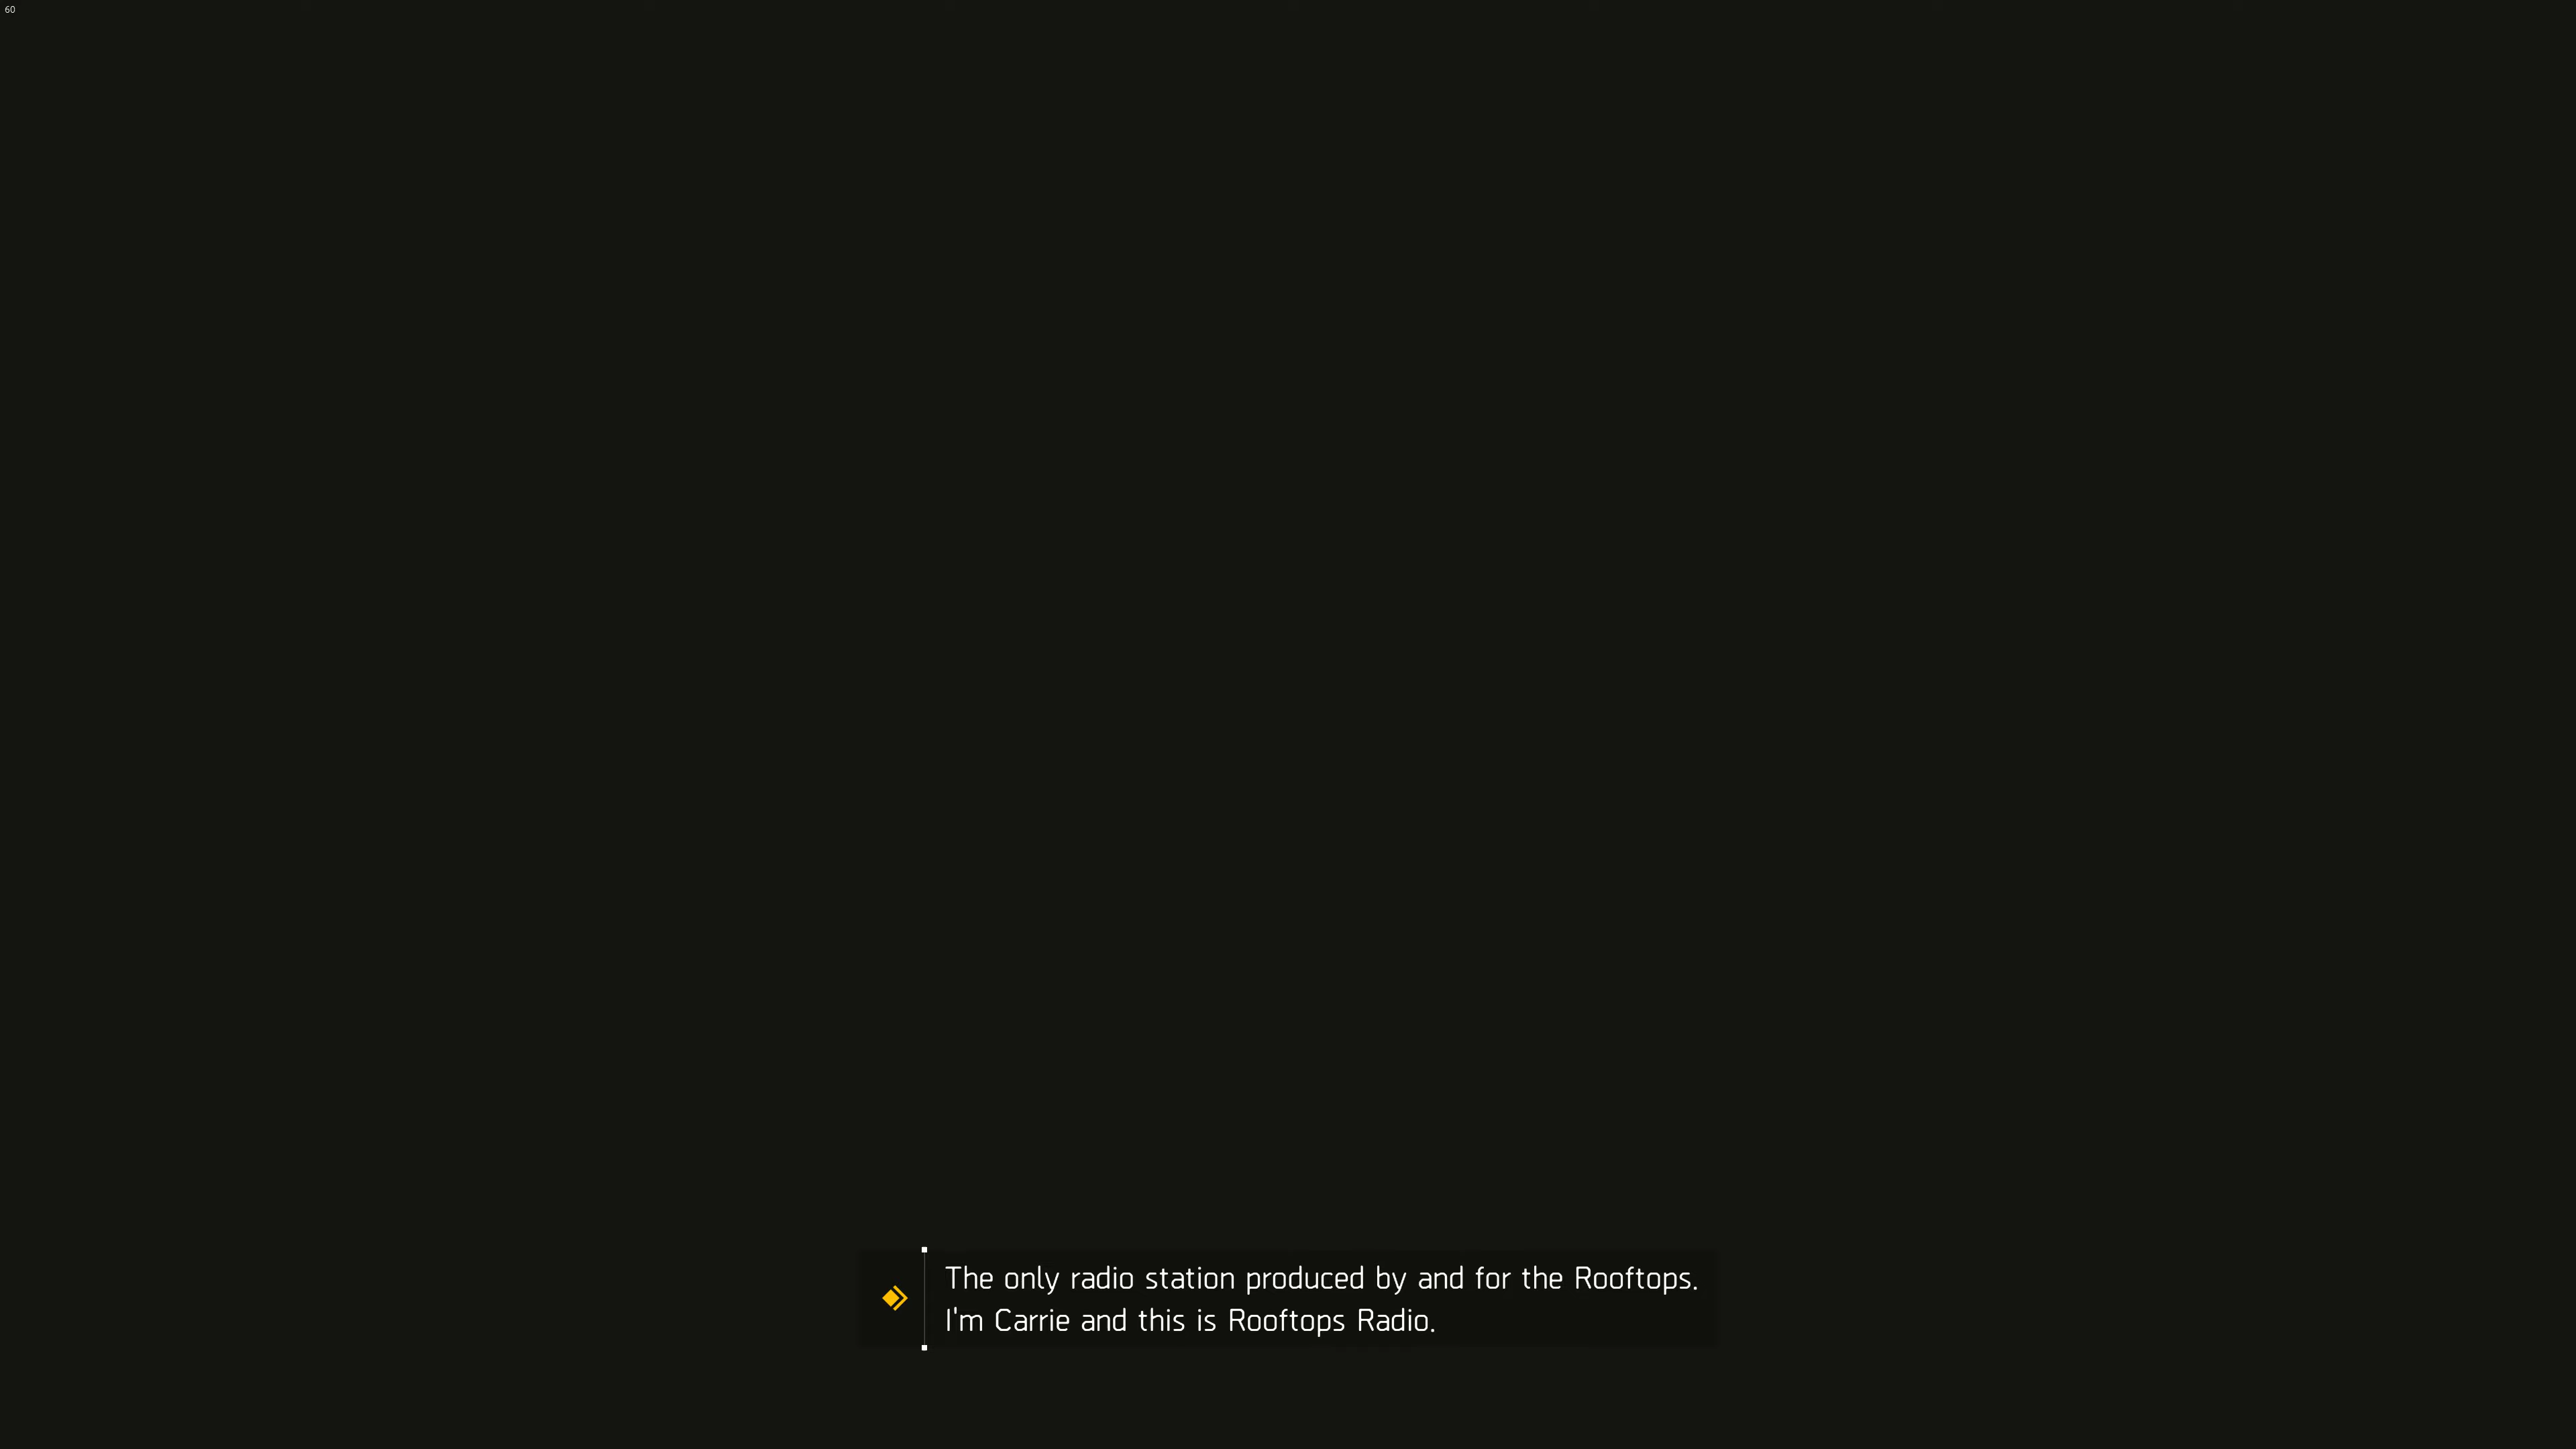 60
The only radio station produced by and for the Rooftops.
I'm Carrie and this is Rooftops Radio.